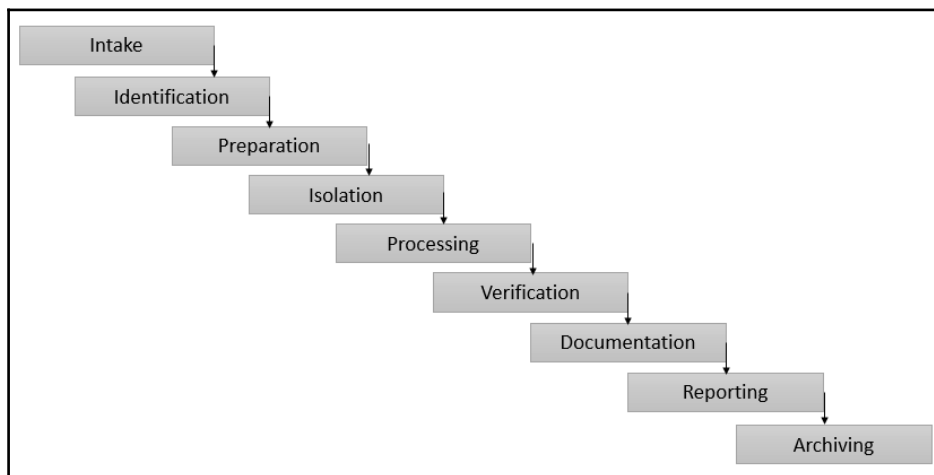 Intake
Identification
Preparation
Isolation
Processing
Verification
Documentation
Reporting
Archiving